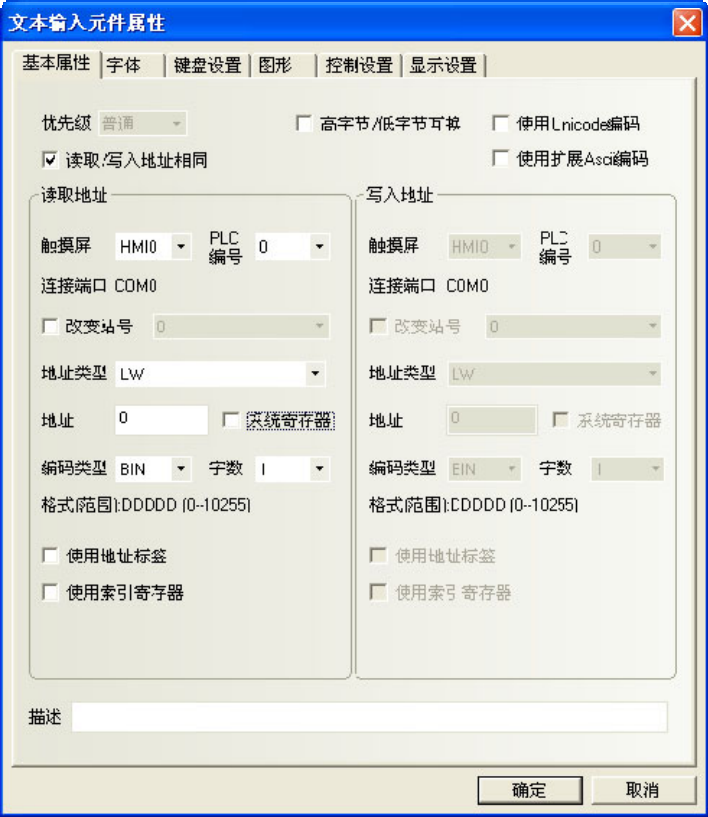 文本输入元件属性
基本属性 字体 键盘设置 图形 控制设置 显示设置
优先级 普通 高字节/低字节互换 使用Unicode编码
读取/写入地址相同 使用扩展Ascii编码
读取地址 写入地址
触摸屏 HMI0 PLC编号 0 触摸屏 HMI0 PLC编号 0
连接端口 COM0 连接端口 COM0
改变站号 0 改变站号 0
地址类型 LW 地址类型 LW
地址 0 系统寄存器 地址 0 系统寄存器
编码类型 BIN 字数 1 编码类型 BIN 字数 1
格式(范围):DDDDD (0--10255) 格式(范围):DDDDD (0--10255)
使用地址标签 使用地址标签
使用索引寄存器 使用索引寄存器
描述
确定 取消